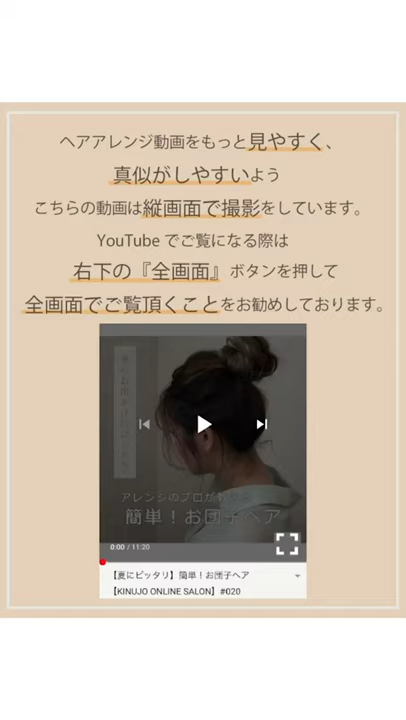 ヘアアレンジ動画をもっと見やすく、
真似がしやすいよう
こちらの動画は縦画面で撮影をしています。
YouTubeでご覧になる際は
右下の『全画面』ボタンを押して
全画面でご覧頂くことをお勧めしております。
アレンジのプロが教える
簡単！お団子ヘア
0:00 / 11:20
【夏にピッタリ】簡単！お団子ヘア
【KINUJO ONLINE SALON】#020